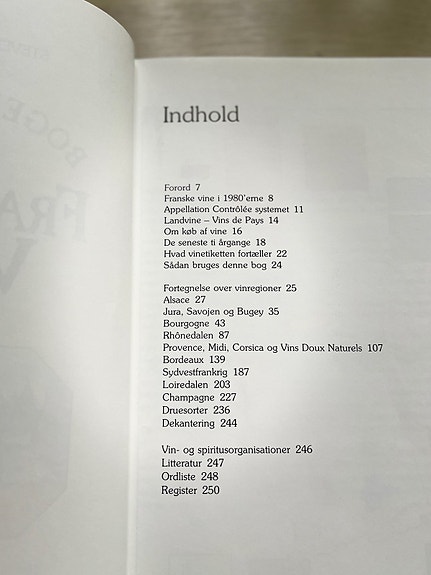 Indhold
Forord 7
Franske vine i 1980'erne 8
Appellation Contrôlée systemet 11
Landvine – Vins de Pays 14
Om køb af vine 16
De seneste ti årgange 18
Hvad vinetiketten fortæller 22
Sådan bruges denne bog 24
Fortegnelse over vinregioner 25
Alsace 27
Jura, Savojen og Bugey 35
Bourgogne 43
Rhônedalen 87
Provence, Midi, Corsica og Vins Doux Naturels 107
Bordeaux 139
Sydvestfrankrig 187
Loiredalen 203
Champagne 227
Druesorter 236
Dekantering 244
Vin- og spiritusorganisationer 246
Litteratur 247
Ordliste 248
Register 250